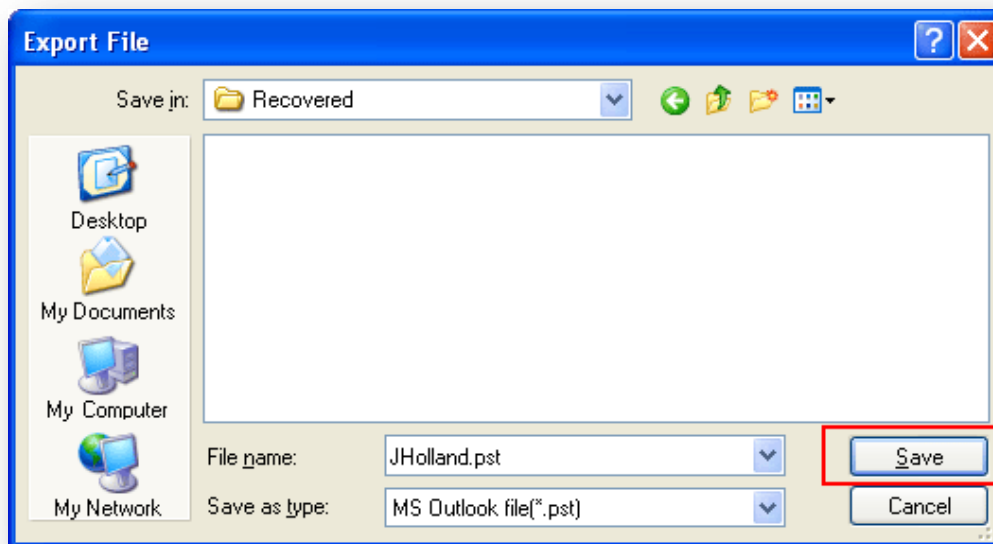 Export File
Save in: Recovered
Desktop
My Documents
My Computer
My Network
File name: JHolland.pst Save
Save as type: MS Outlook file(*.pst) Cancel